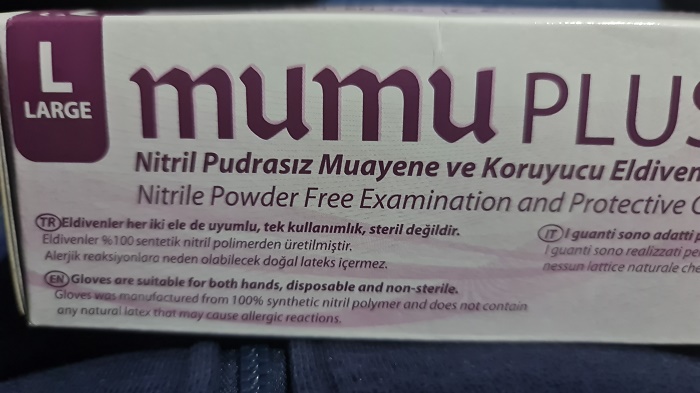 L
LARGE
mumu PLUS
Nitril Pudrasız Muayene ve Koruyucu Eldiven
Nitrile Powder Free Examination and Protective
TR Eldivenler her iki ele de uyumlu, tek kullanımlık, steril değildir.
Eldivenler %100 sentetik nitril polimerden üretilmiştir.
Alerjik reaksiyonlara neden olabilecek doğal lateks içermez.
EN Gloves are suitable for both hands, disposable and non-sterile.
Gloves was manufactured from 100% synthetic nitril polymer and does not contain
any natural latex that may cause allergic reactions.
IT I guanti sono adatti
I guanti sono realizzati
nessun lattice naturale